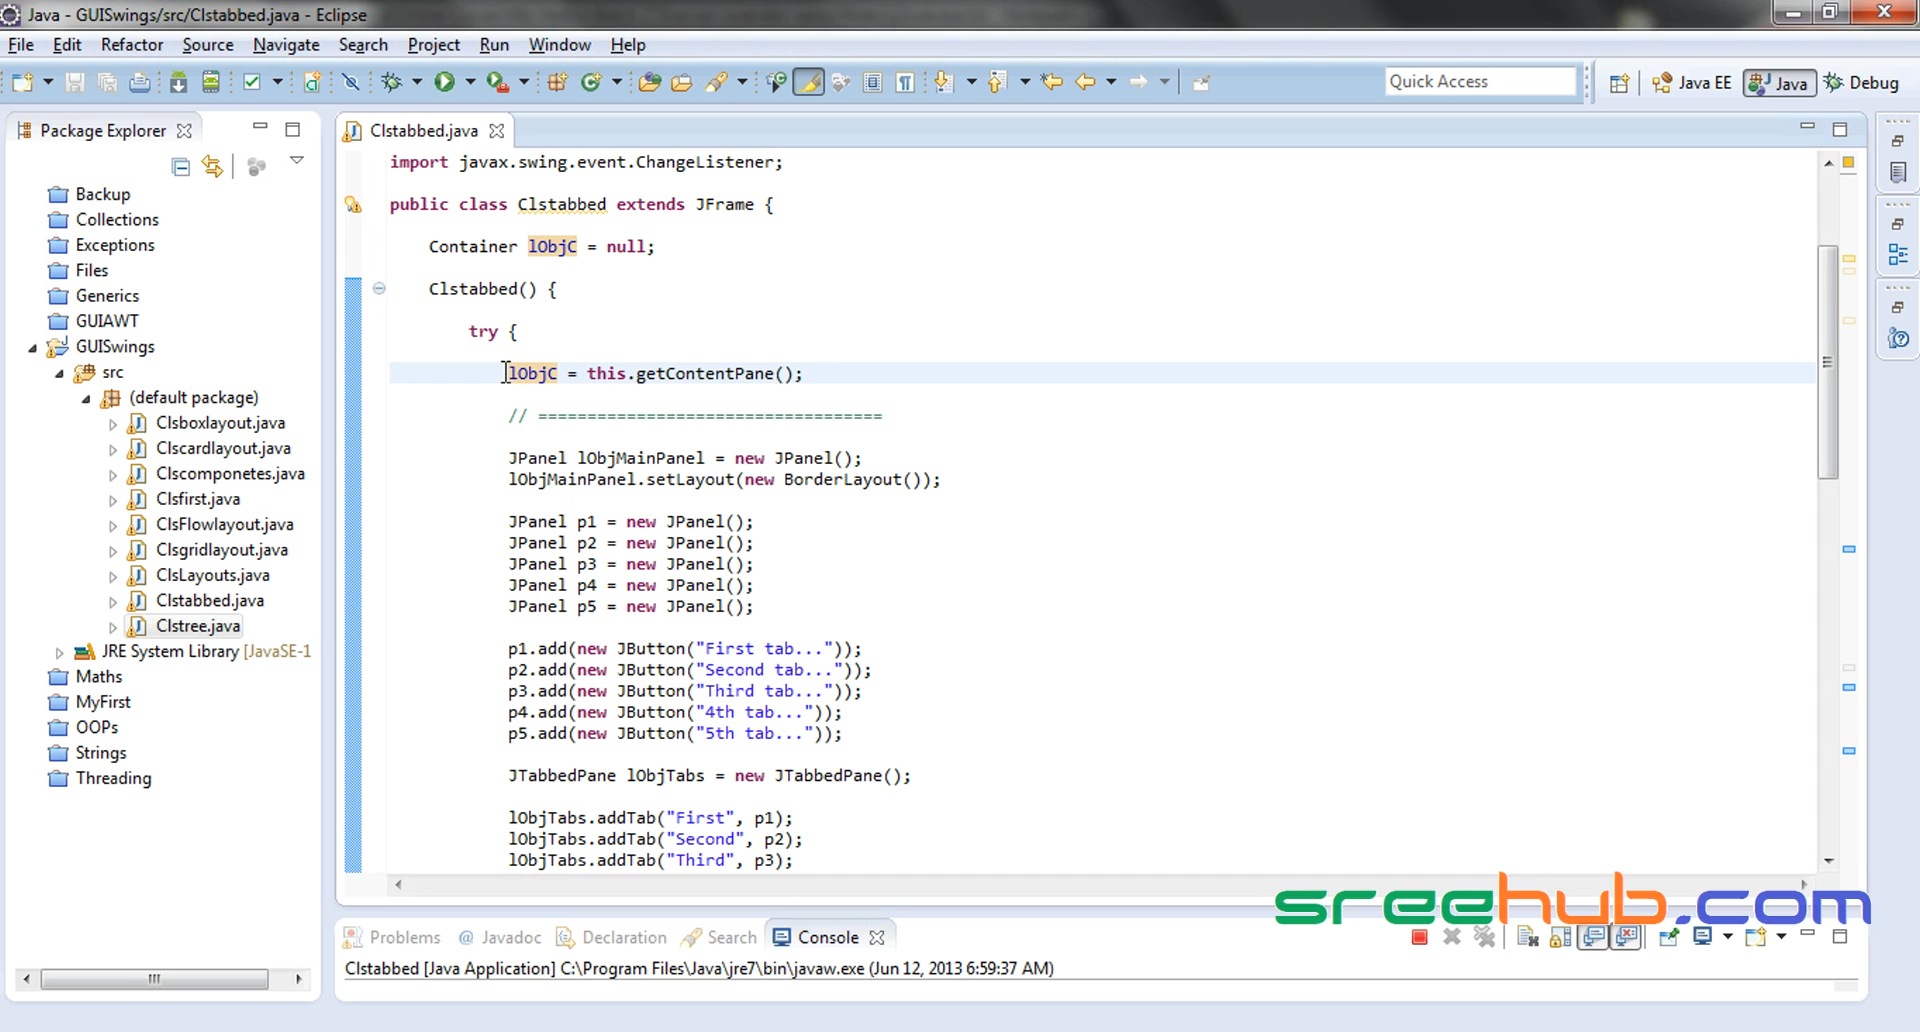 Java - GUISwings/src/Clstabbed.java - Eclipse
File Edit Refactor Source Navigate Search Project Run Window Help
Quick Access Java EE Java Debug
Package Explorer
Backup
Collections
Exceptions
Files
Generics
GUIAWT
GUISwings
src
(default package)
Clsboxlayout.java
Clscardlayout.java
Clscomponetes.java
Clsfirst.java
ClsFlowlayout.java
Clsgridlayout.java
ClsLayouts.java
Clstabbed.java
Clstree.java
JRE System Library [JavaSE-1
Maths
MyFirst
OOPs
Strings
Threading
Clstabbed.java
import javax.swing.event.ChangeListener;
public class Clstabbed extends JFrame {
Container lObjC = null;
Clstabbed() {
try {
lObjC = this.getContentPane();
// ===================================
JPanel lObjMainPanel = new JPanel();
lObjMainPanel.setLayout(new BorderLayout());
JPanel p1 = new JPanel();
JPanel p2 = new JPanel();
JPanel p3 = new JPanel();
JPanel p4 = new JPanel();
JPanel p5 = new JPanel();
p1.add(new JButton("First tab..."));
p2.add(new JButton("Second tab..."));
p3.add(new JButton("Third tab..."));
p4.add(new JButton("4th tab..."));
p5.add(new JButton("5th tab..."));
JTabbedPane lObjTabs = new JTabbedPane();
lObjTabs.addTab("First", p1);
lObjTabs.addTab("Second", p2);
lObjTabs.addTab("Third", p3);
sreehub.com
Problems @ Javadoc Declaration Search Console
Clstabbed [Java Application] C:\Program Files\Java\jre7\bin\javaw.exe (Jun 12, 2013 6:59:37 AM)